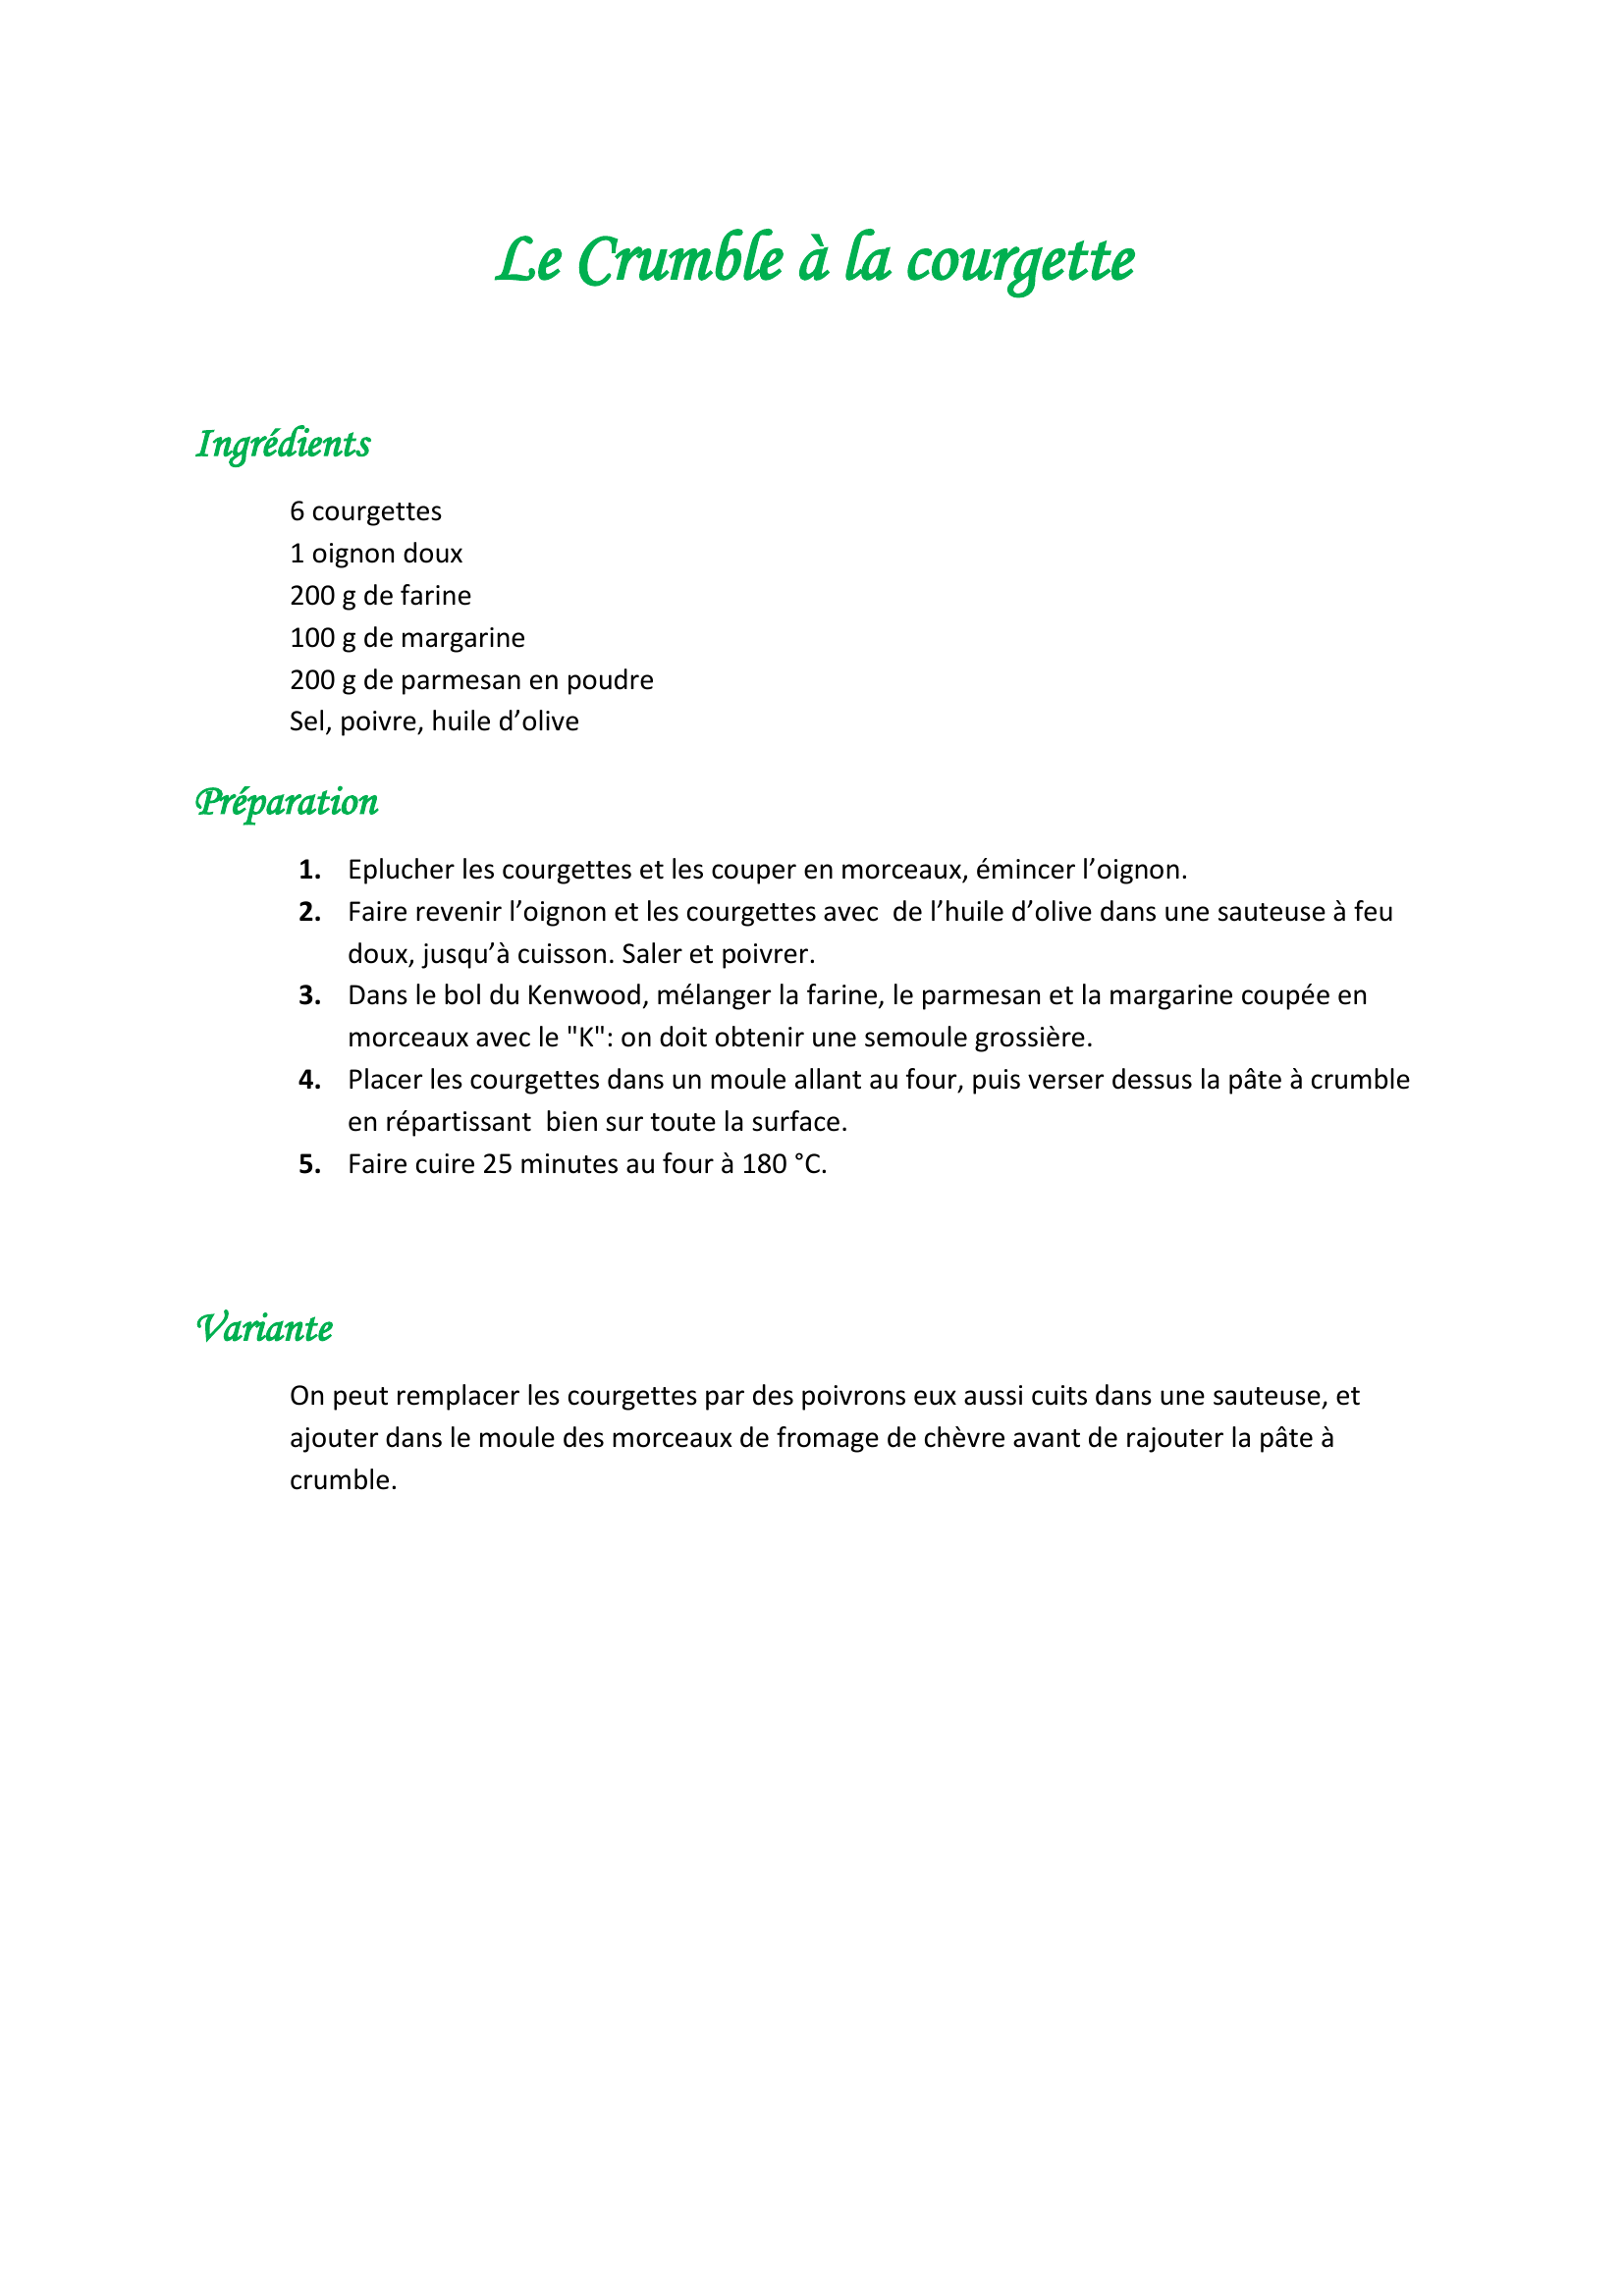 Le Crumble à la courgette
Ingrédients
6 courgettes
1 oignon doux
200 g de farine
100 g de margarine
200 g de parmesan en poudre
Sel, poivre, huile d’olive
Préparation
1. Eplucher les courgettes et les couper en morceaux, émincer l’oignon.
2. Faire revenir l’oignon et les courgettes avec  de l’huile d’olive dans une sauteuse à feu
doux, jusqu’à cuisson. Saler et poivrer.
3. Dans le bol du Kenwood, mélanger la farine, le parmesan et la margarine coupée en
morceaux avec le "K": on doit obtenir une semoule grossière.
4. Placer les courgettes dans un moule allant au four, puis verser dessus la pâte à crumble
en répartissant  bien sur toute la surface.
5. Faire cuire 25 minutes au four à 180 °C.
Variante
On peut remplacer les courgettes par des poivrons eux aussi cuits dans une sauteuse, et
ajouter dans le moule des morceaux de fromage de chèvre avant de rajouter la pâte à
crumble.